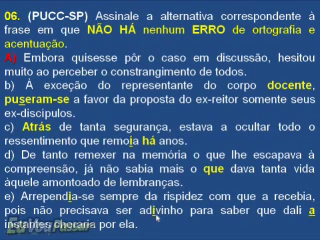 06. (PUCC-SP) Assinale a alternativa correspondente à
frase em que NÃO HÁ nenhum ERRO de ortografia e
acentuação.
A) Embora quisesse pôr o caso em discussão, hesitou
muito ao perceber o constrangimento de todos.
b) À exceção do representante do corpo docente,
puseram-se a favor da proposta do ex-reitor somente seus
ex-discípulos.
c) Atrás de tanta segurança, estava a ocultar todo o
ressentimento que remoia há anos.
d) De tanto remexer na memória o que lhe escapava à
compreensão, já não sabia mais o que dava tanta vida
àquele amontoado de lembranças.
e) Arrependia-se sempre da rispidez com que a recebia,
pois não precisava ser adivinho para saber que dali a
instantes choraria por ela.